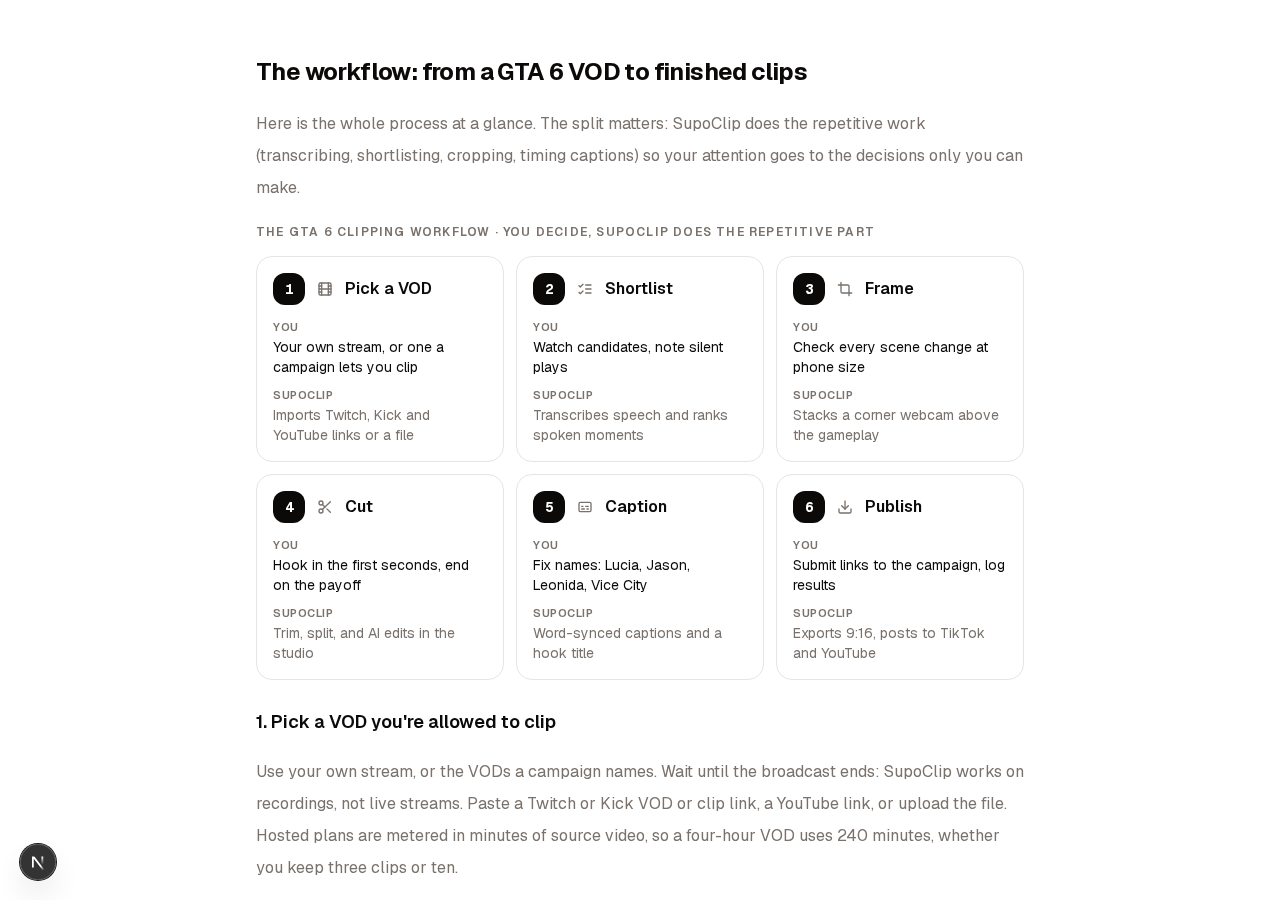 The workflow: from a GTA 6 VOD to finished clips
Here is the whole process at a glance. The split matters: SupoClip does the repetitive work
(transcribing, shortlisting, cropping, timing captions) so your attention goes to the decisions only you can
make.
THE GTA 6 CLIPPING WORKFLOW · YOU DECIDE, SUPOCLIP DOES THE REPETITIVE PART
1 Pick a VOD
YOU
Your own stream, or one a
campaign lets you clip
SUPOCLIP
Imports Twitch, Kick and
YouTube links or a file
2 Shortlist
YOU
Watch candidates, note silent
plays
SUPOCLIP
Transcribes speech and ranks
spoken moments
3 Frame
YOU
Check every scene change at
phone size
SUPOCLIP
Stacks a corner webcam above
the gameplay
4 Cut
YOU
Hook in the first seconds, end
on the payoff
SUPOCLIP
Trim, split, and AI edits in the
studio
5 Caption
YOU
Fix names: Lucia, Jason,
Leonida, Vice City
SUPOCLIP
Word-synced captions and a
hook title
6 Publish
YOU
Submit links to the campaign, log
results
SUPOCLIP
Exports 9:16, posts to TikTok
and YouTube
1. Pick a VOD you're allowed to clip
Use your own stream, or the VODs a campaign names. Wait until the broadcast ends: SupoClip works on
recordings, not live streams. Paste a Twitch or Kick VOD or clip link, a YouTube link, or upload the file.
Hosted plans are metered in minutes of source video, so a four-hour VOD uses 240 minutes, whether
you keep three clips or ten.
N